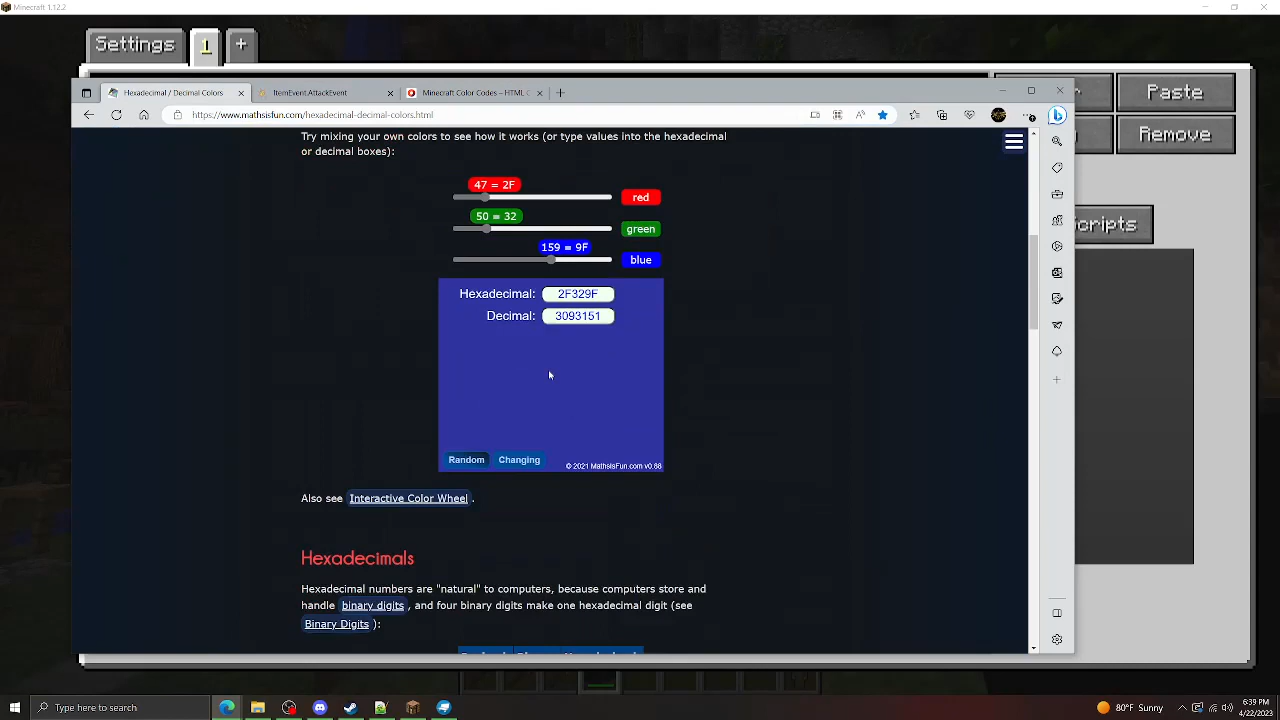 Minecraft 1.12.2
Settings
1
+
Paste
Remove
Scripts
Hexadecimal / Decimal Colors
ItemEvent.AttackEvent
Minecraft Color Codes – HTML C
https://www.mathsisfun.com/hexadecimal-decimal-colors.html
Try mixing your own colors to see how it works (or type values into the hexadecimal
or decimal boxes):
47 = 2F
red
50 = 32
green
159 = 9F
blue
Hexadecimal: 2F329F
Decimal: 3093151
Random Changing © 2021 MathsIsFun.com v0.88
Also see Interactive Color Wheel.
Hexadecimals
Hexadecimal numbers are "natural" to computers, because computers store and
handle binary digits , and four binary digits make one hexadecimal digit (see
Binary Digits ):
Type here to search
80°F Sunny
6:39 PM
4/22/2023